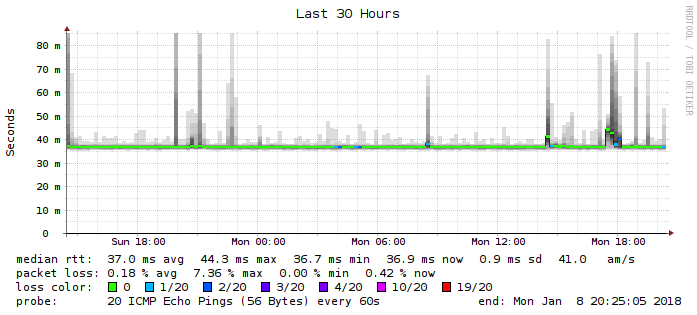 Last 30 Hours
RRDTOOL / TOBI OETIKER
Seconds
80 m
70 m
60 m
50 m
40 m
30 m
20 m
10 m
0
Sun 18:00 Mon 00:00 Mon 06:00 Mon 12:00 Mon 18:00
median rtt: 37.0 ms avg 44.3 ms max 36.7 ms min 36.9 ms now 0.9 ms sd 41.0 am/s
packet loss: 0.18 % avg 7.36 % max 0.00 % min 0.42 % now
loss color: 0 1/20 2/20 3/20 4/20 10/20 19/20
probe: 20 ICMP Echo Pings (56 Bytes) every 60s end: Mon Jan 8 20:25:05 2018